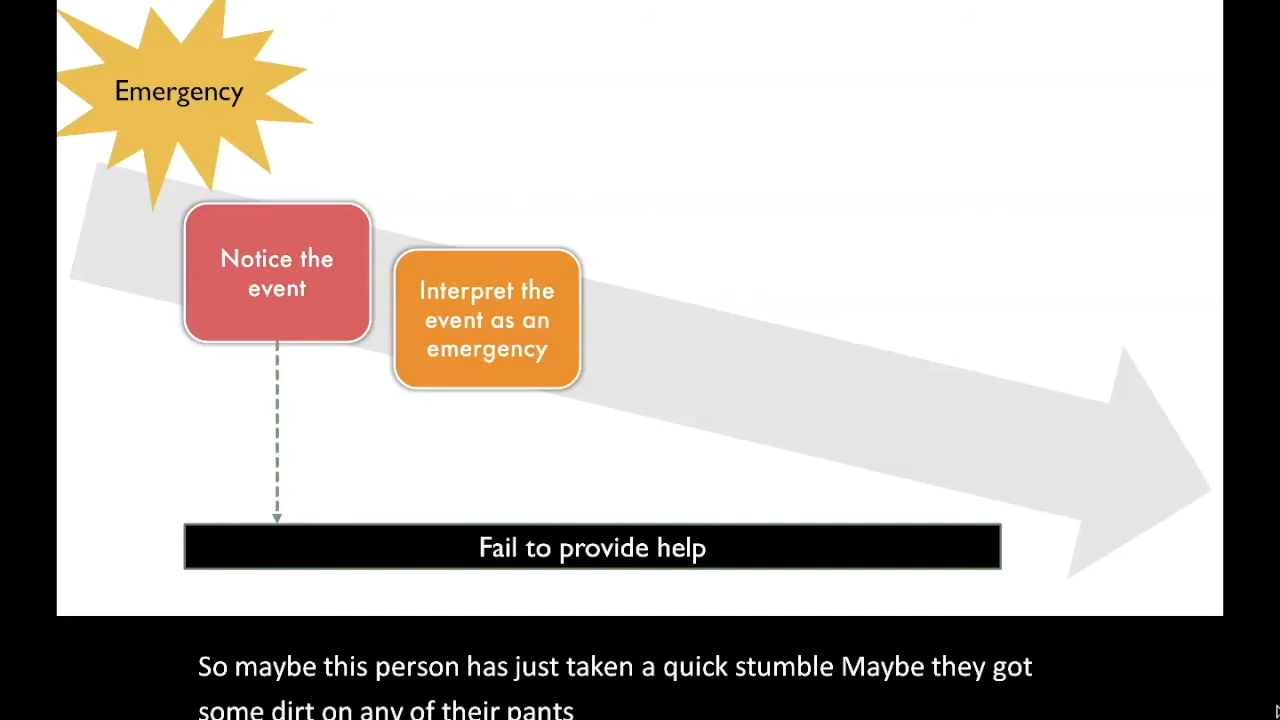 Emergency
Notice the
event
Interpret the
event as an
emergency
Fail to provide help
So maybe this person has just taken a quick stumble Maybe they got
some dirt on any of their pants